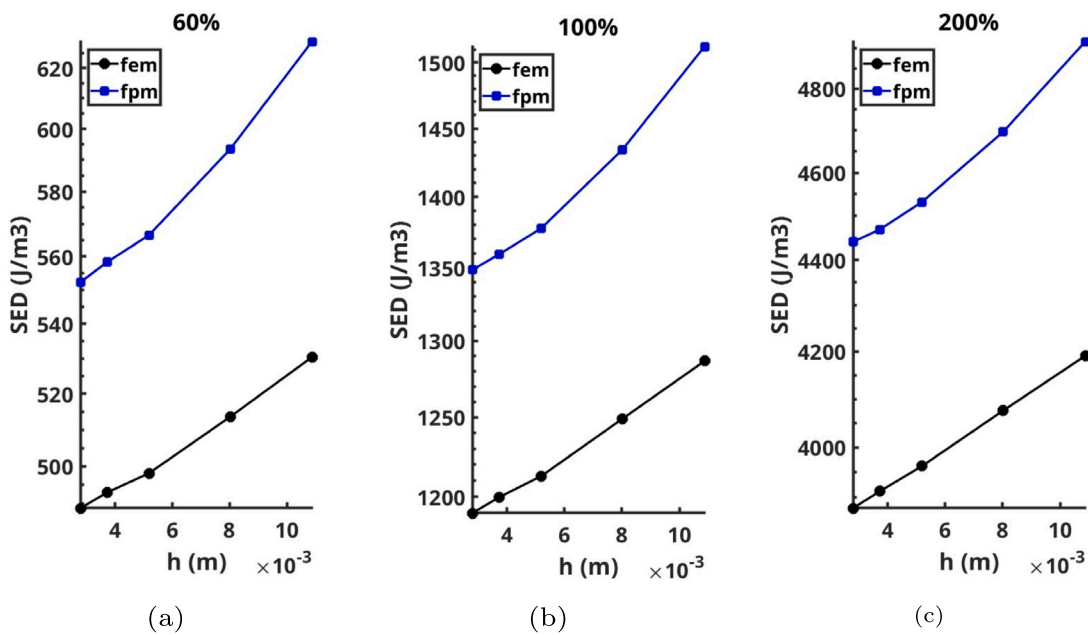 60%
fem
fpm
SED (J/m3)
620
600
580
560
540
520
500
4
6
8
10
h (m)
×10-3
(a)
100%
fem
fpm
SED (J/m3)
1500
1450
1400
1350
1300
1250
1200
4
6
8
10
h (m)
×10-3
(b)
200%
fem
fpm
SED (J/m3)
4800
4600
4400
4200
4000
4
6
8
10
h (m)
×10-3
(c)